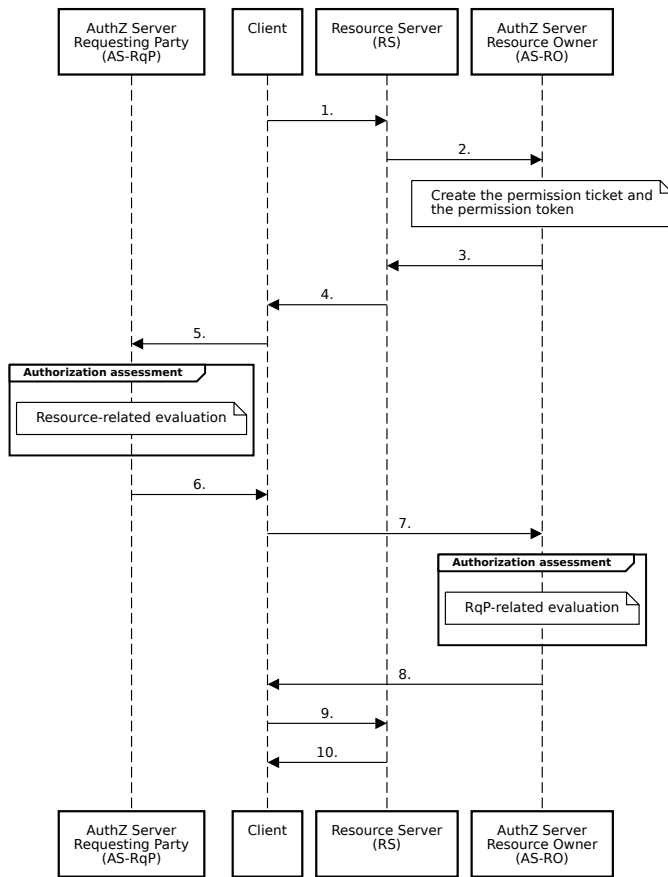 AuthZ Server
Requesting Party
(AS-RqP)
Client
Resource Server
(RS)
AuthZ Server
Resource Owner
(AS-RO)
1.
2.
Create the permission ticket and
the permission token
3.
4.
5.
Authorization assessment
Resource-related evaluation
6.
7.
Authorization assessment
RqP-related evaluation
8.
9.
10.
AuthZ Server
Requesting Party
(AS-RqP)
Client
Resource Server
(RS)
AuthZ Server
Resource Owner
(AS-RO)